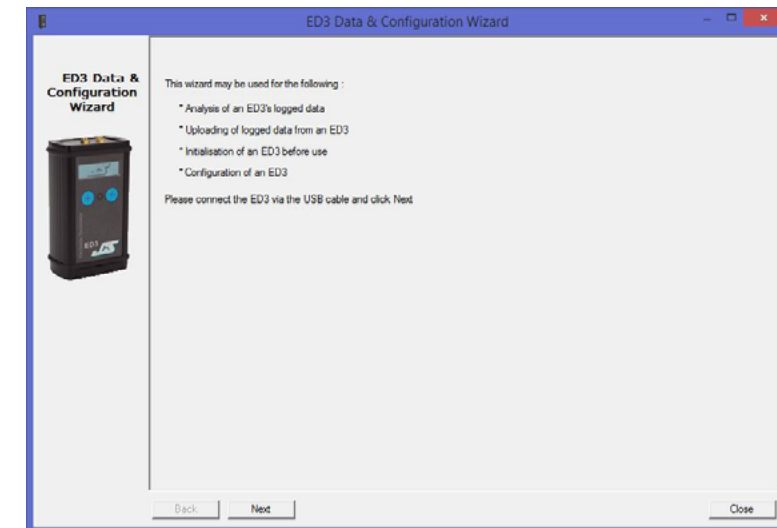 ED3 Data & Configuration Wizard
ED3 Data &
Configuration
Wizard
This wizard may be used for the following :
* Analysis of an ED3's logged data
* Uploading of logged data from an ED3
* Initialisation of an ED3 before use
* Configuration of an ED3
Please connect the ED3 via the USB cable and click Next
ED3
Back
Next
Close